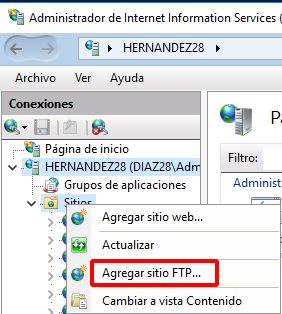 Administrador de Internet Information Services (
HERNANDEZ28
Archivo Ver Ayuda
Conexiones
Página de inicio
HERNANDEZ28 (DIAZ28\Adm
Grupos de aplicaciones
Sitios
Filtro:
Administ
Agregar sitio web...
Actualizar
Agregar sitio FTP...
Cambiar a vista Contenido